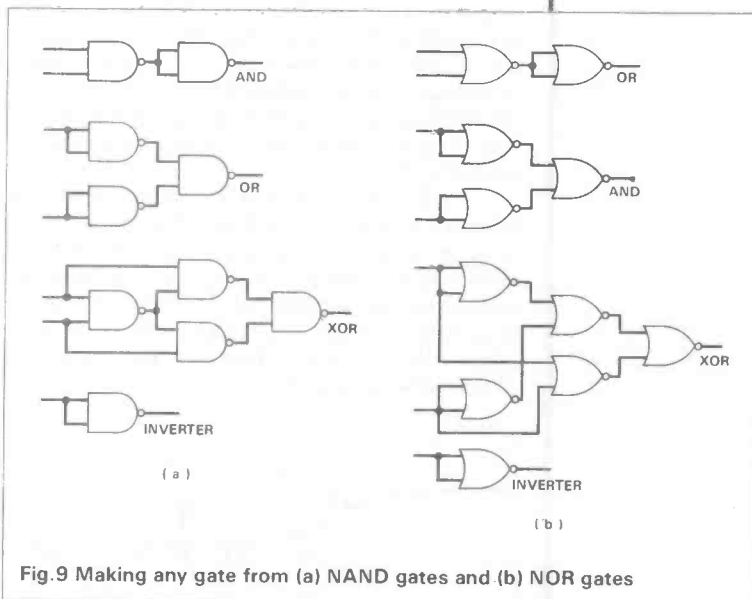 AND
OR
XOR
INVERTER
(a)
OR
AND
XOR
INVERTER
(b)
Fig.9 Making any gate from (a) NAND gates and (b) NOR gates